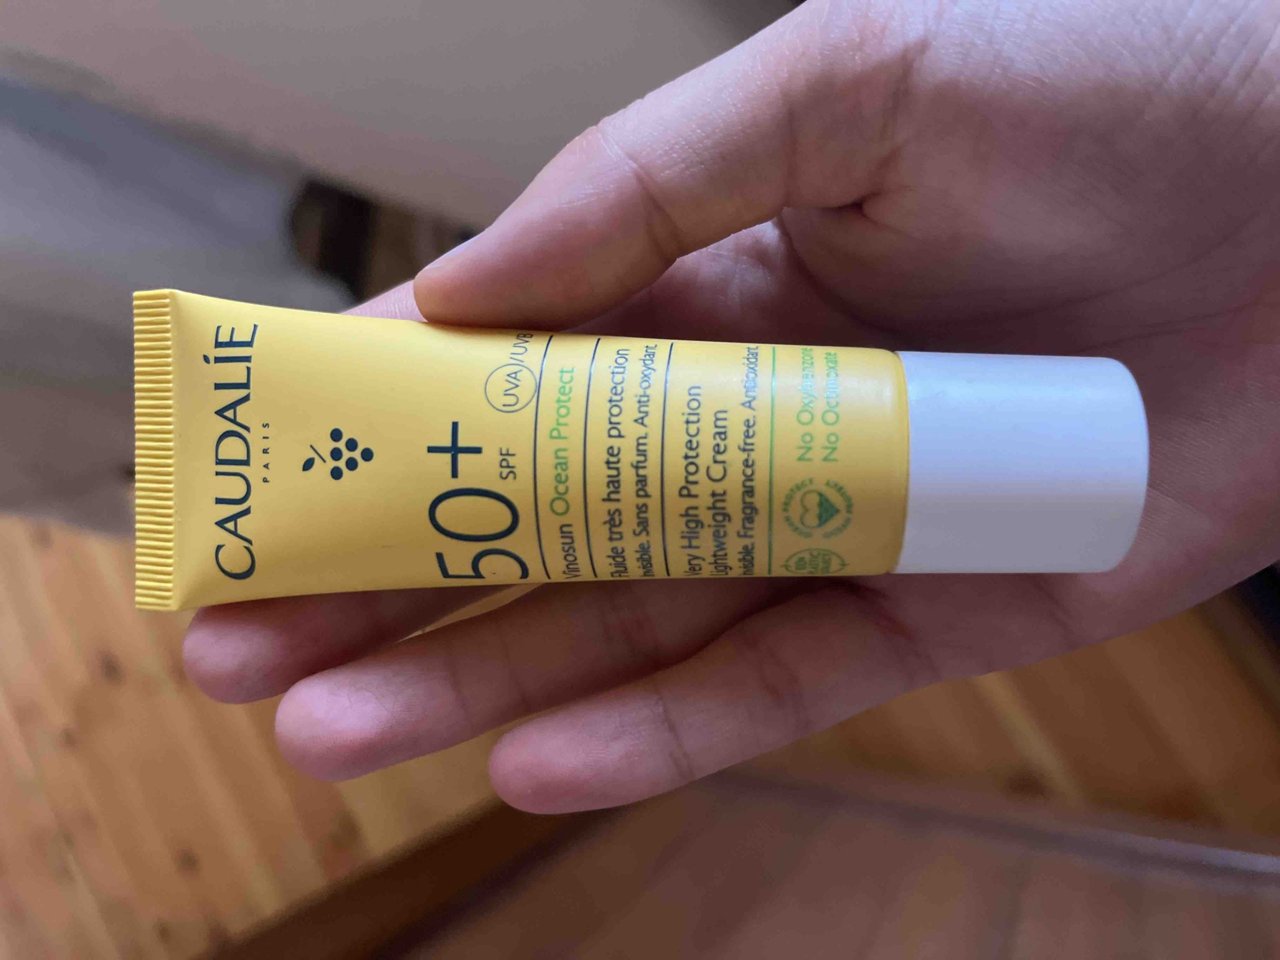 CAUDALÍE
PARIS
50+
SPF
UVA/UVB
Vinosun Ocean Protect
Fluide très haute protection
Invisible. Sans parfum. Anti-oxydant
Very High Protection
Lightweight Cream
Invisible. Fragrance-free. Antioxidant
No Oxybenzone
No Octinoxate